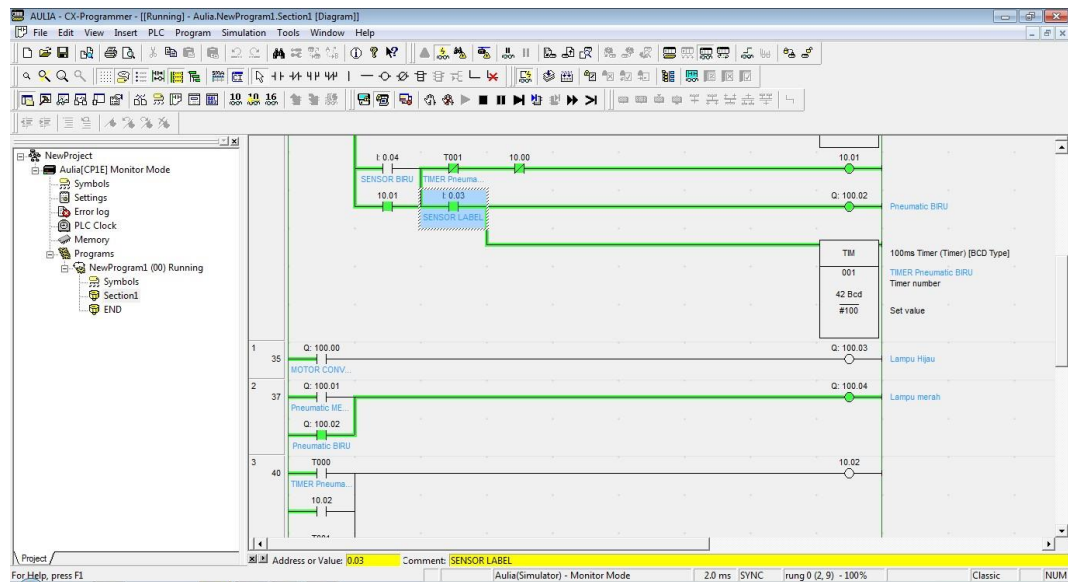 AULIA - CX-Programmer - [[Running] - Aulia.NewProgram1.Section1 [Diagram]]
File Edit View Insert PLC Program Simulation Tools Window Help
10 10 16
NewProject
Aulia[CP1E] Monitor Mode
Symbols
Settings
Error log
PLC Clock
Memory
Programs
NewProgram1 (00) Running
Symbols
Section1
END
Project
I: 0.04 T001 10.00 10.01
SENSOR BIRU TIMER Pneuma...
10.01 I: 0.03 Q: 100.02
SENSOR LABEL Pneumatic BIRU
TIM 100ms Timer (Timer) [BCD Type]
001 TIMER Pneumatic BIRU
Timer number
42 Bcd
#100 Set value
1 Q: 100.00 Q: 100.03
35 Lampu Hijau
MOTOR CONV...
2 Q: 100.01 Q: 100.04
37 Lampu merah
Pneumatic ME...
Q: 100.02
Pneumatic BIRU
3 T000 10.02
40
TIMER Pneuma...
10.02
T001
Address or Value: 0.03 Comment: SENSOR LABEL
For Help, press F1 Aulia(Simulator) - Monitor Mode 2.0 ms SYNC rung 0 (2, 9) - 100% Classic NUM